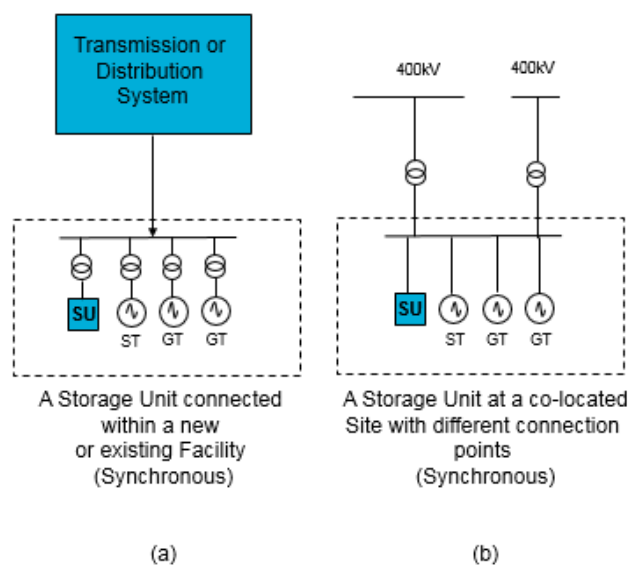 Transmission or
Distribution
System
SU
ST
GT
GT
A Storage Unit connected
within a new
or existing Facility
(Synchronous)
(a)
400kV
400kV
SU
ST
GT
GT
A Storage Unit at a co-located
Site with different connection
points
(Synchronous)
(b)